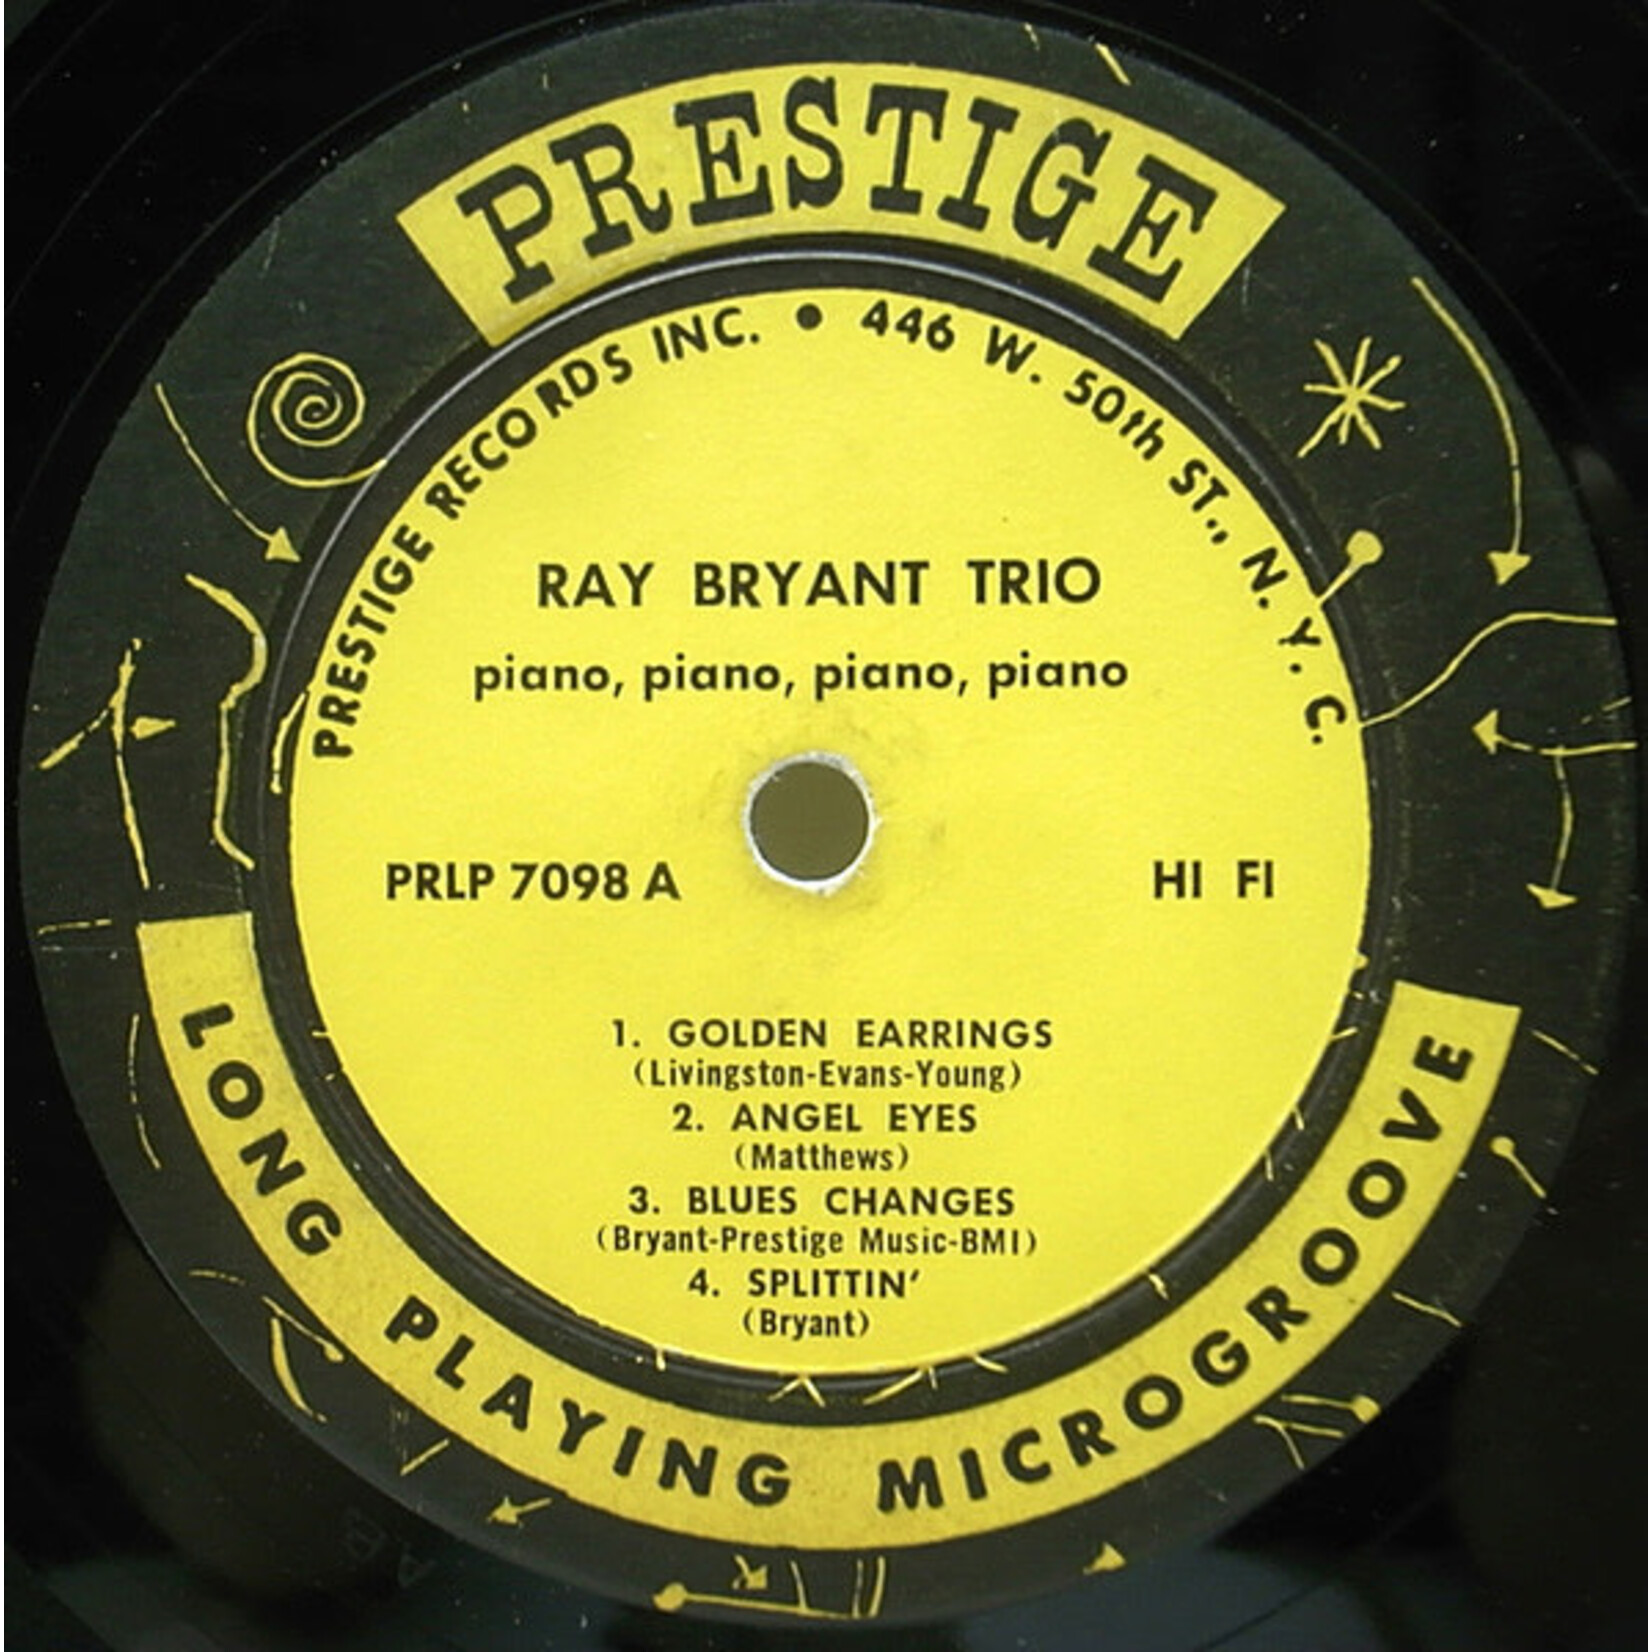 PRESTIGE
PRESTIGE RECORDS INC. • 446 W. 50th ST., N. Y. C.
RAY BRYANT TRIO
piano, piano, piano, piano
PRLP 7098 A
HI FI
1. GOLDEN EARRINGS
(Livingston-Evans-Young)
2. ANGEL EYES
(Matthews)
3. BLUES CHANGES
(Bryant-Prestige Music-BMI)
4. SPLITTIN'
(Bryant)
LONG PLAYING MICROGROOVE